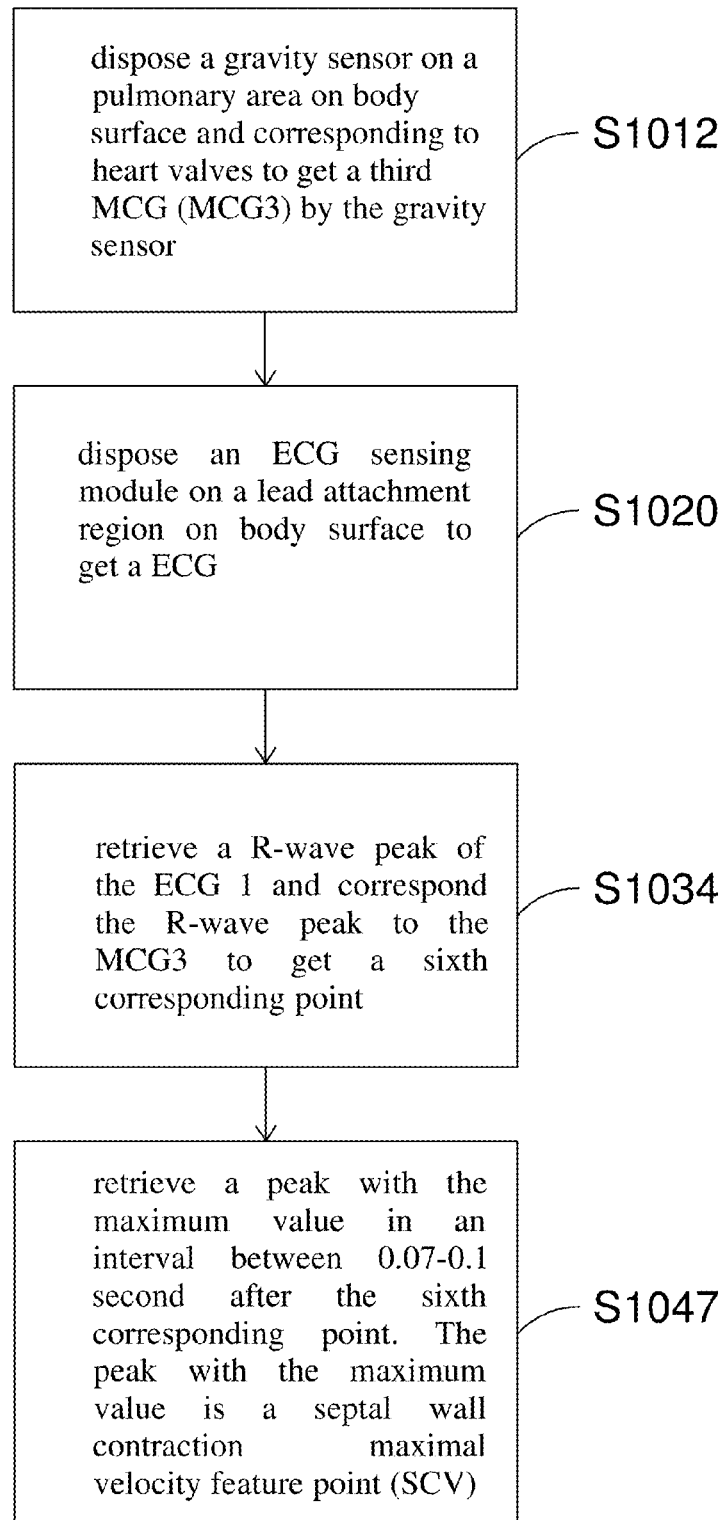 dispose a gravity sensor on a
pulmonary area on body
surface and corresponding to
heart valves to get a third
MCG (MCG3) by the gravity
sensor
S1012
dispose an ECG sensing
module on a lead attachment
region on body surface to
get a ECG
S1020
retrieve a R-wave peak of
the ECG 1 and correspond
the R-wave peak to the
MCG3 to get a sixth
corresponding point
S1034
retrieve a peak with the
maximum value in an
interval between 0.07-0.1
second after the sixth
corresponding point. The
peak with the maximum
value is a septal wall
contraction maximal
velocity feature point (SCV)
S1047